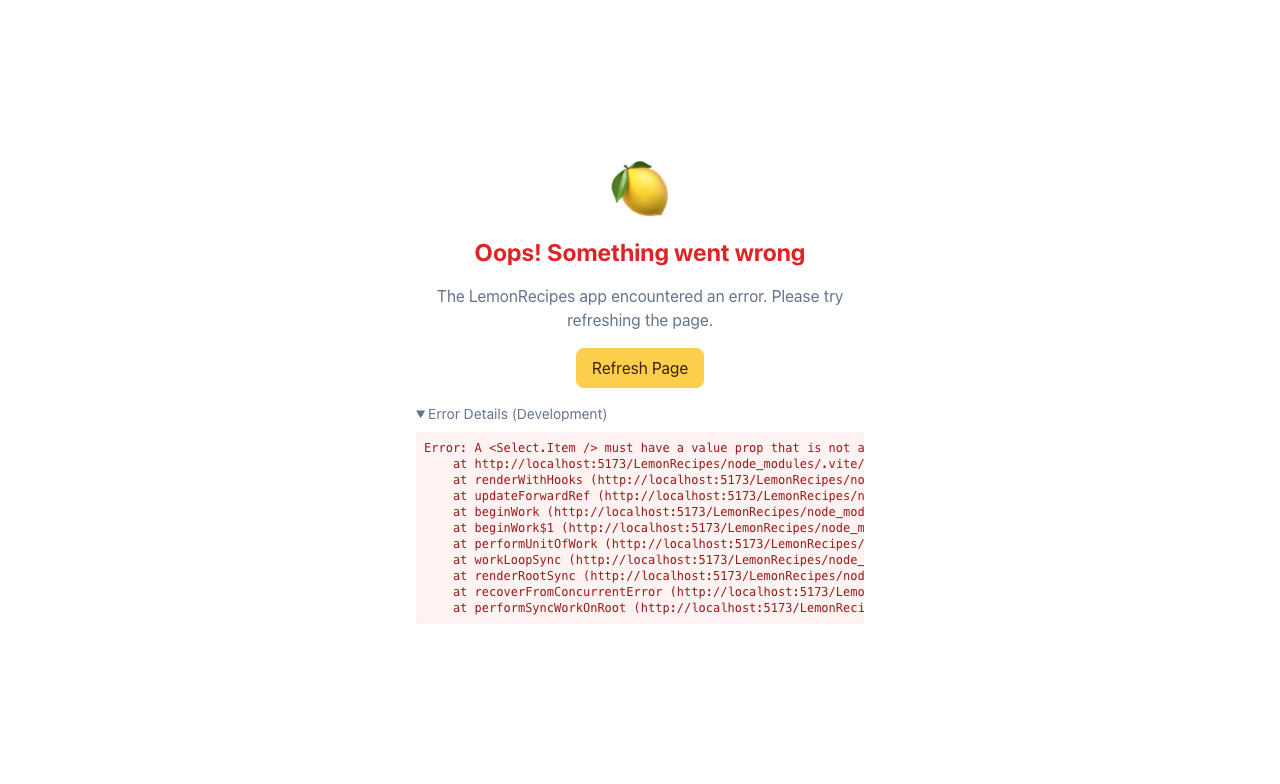 Oops! Something went wrong
The LemonRecipes app encountered an error. Please try
refreshing the page.
Refresh Page
▼ Error Details (Development)
Error: A <Select.Item /> must have a value prop that is not a
    at http://localhost:5173/LemonRecipes/node_modules/.vite/
    at renderWithHooks (http://localhost:5173/LemonRecipes/no
    at updateForwardRef (http://localhost:5173/LemonRecipes/n
    at beginWork (http://localhost:5173/LemonRecipes/node_mod
    at beginWork$1 (http://localhost:5173/LemonRecipes/node_m
    at performUnitOfWork (http://localhost:5173/LemonRecipes/
    at workLoopSync (http://localhost:5173/LemonRecipes/node_
    at renderRootSync (http://localhost:5173/LemonRecipes/nod
    at recoverFromConcurrentError (http://localhost:5173/Lemo
    at performSyncWorkOnRoot (http://localhost:5173/LemonReci